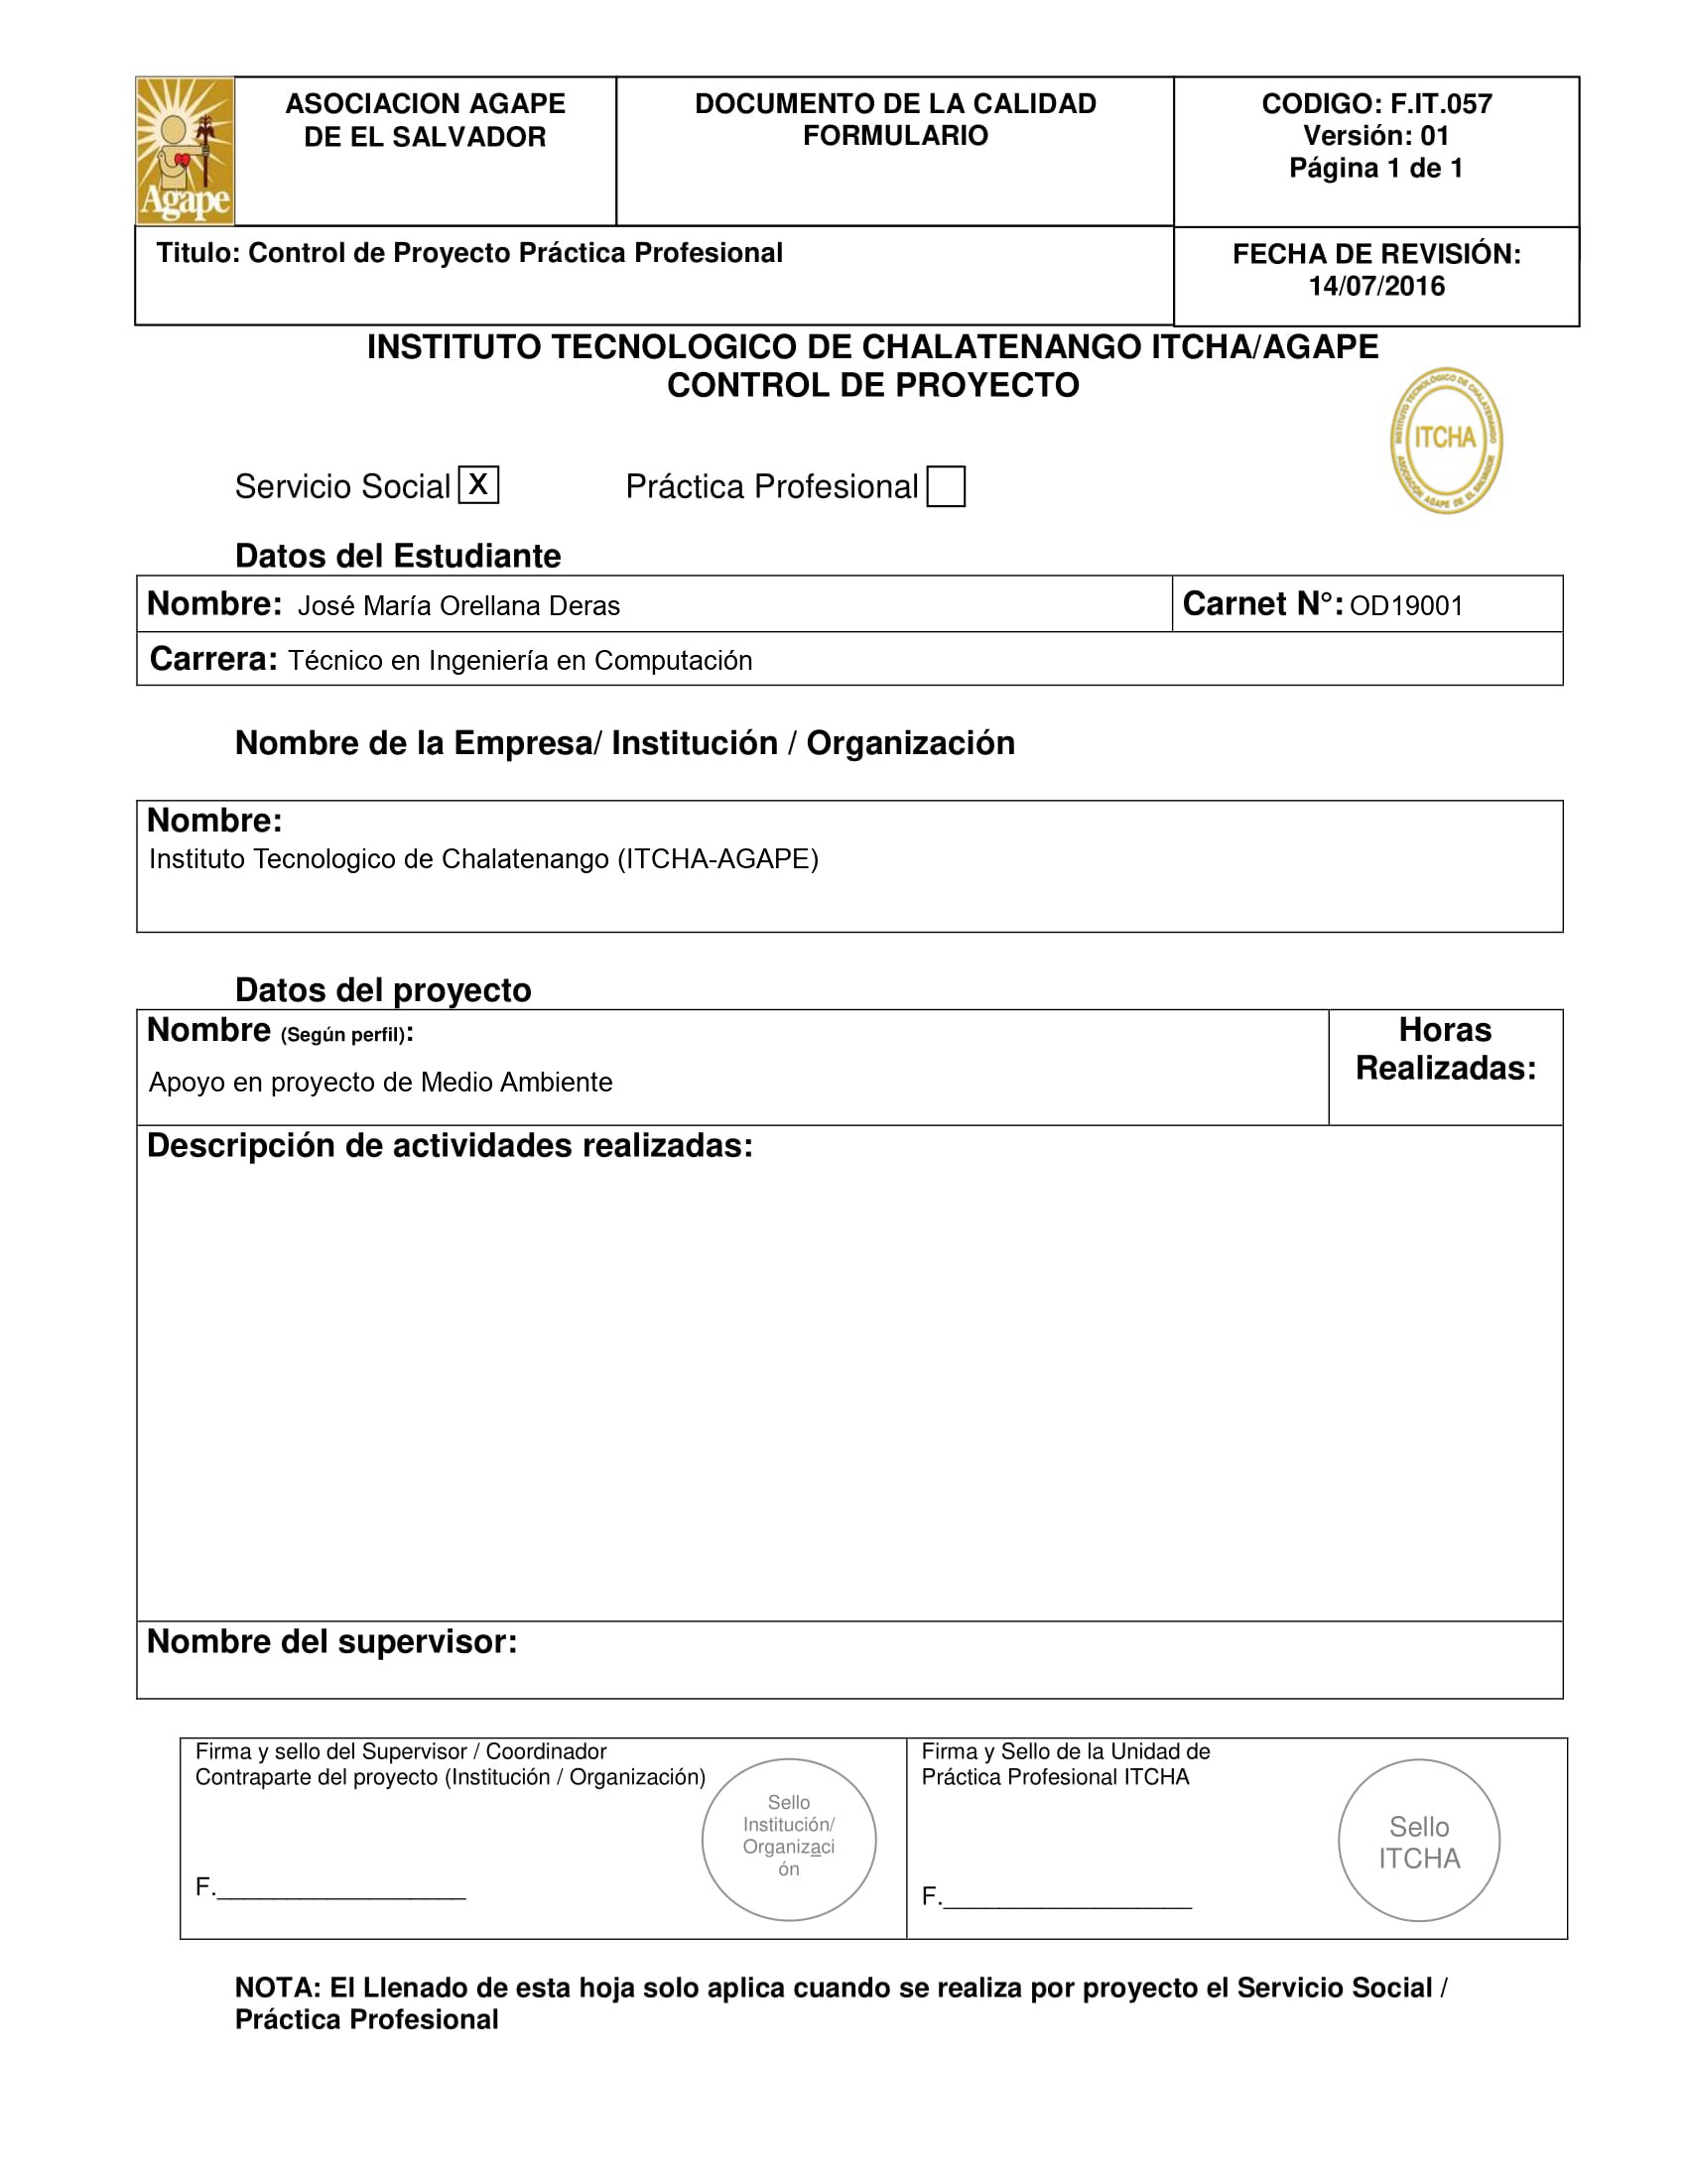 Agape
ASOCIACION AGAPE
DE EL SALVADOR
DOCUMENTO DE LA CALIDAD
FORMULARIO
CODIGO: F.IT.057
Versión: 01
Página 1 de 1
Titulo: Control de Proyecto Práctica Profesional
FECHA DE REVISIÓN:
14/07/2016
INSTITUTO TECNOLOGICO DE CHALATENANGO ITCHA/AGAPE
CONTROL DE PROYECTO
INSTITUTO TECNOLOGICO DE CHALATENANGO
ITCHA
ASOCIACIÓN AGAPE DE EL SALVADOR
Servicio Social X Práctica Profesional
Datos del Estudiante
Nombre: José María Orellana Deras Carnet N°: OD19001
Carrera: Técnico en Ingeniería en Computación
Nombre de la Empresa/ Institución / Organización
Nombre:
Instituto Tecnologico de Chalatenango (ITCHA-AGAPE)
Datos del proyecto
Nombre (Según perfil):
Apoyo en proyecto de Medio Ambiente
Horas
Realizadas:
Descripción de actividades realizadas:
Nombre del supervisor:
Firma y sello del Supervisor / Coordinador
Contraparte del proyecto (Institución / Organización)
Sello
Institución/
Organizaci
ón
F.__________________
Firma y Sello de la Unidad de
Práctica Profesional ITCHA
Sello
ITCHA
F.__________________
NOTA: El Llenado de esta hoja solo aplica cuando se realiza por proyecto el Servicio Social /
Práctica Profesional